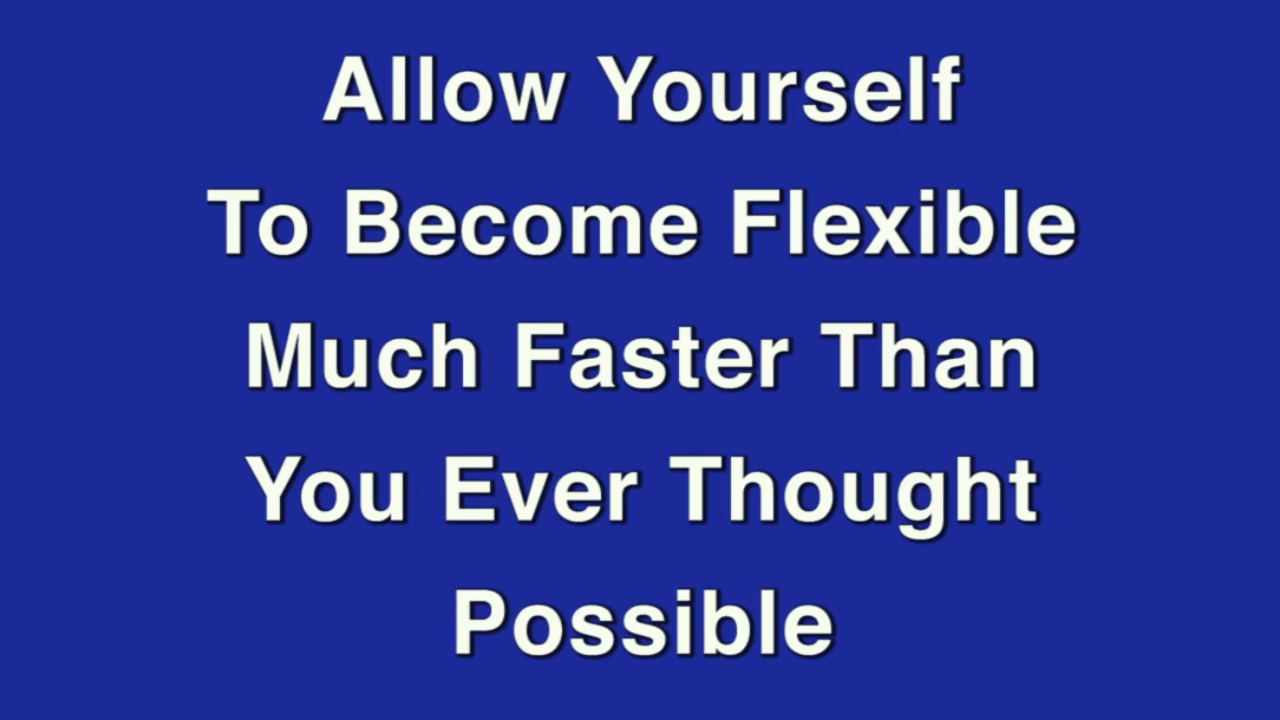 Allow Yourself
To Become Flexible
Much Faster Than
You Ever Thought
Possible